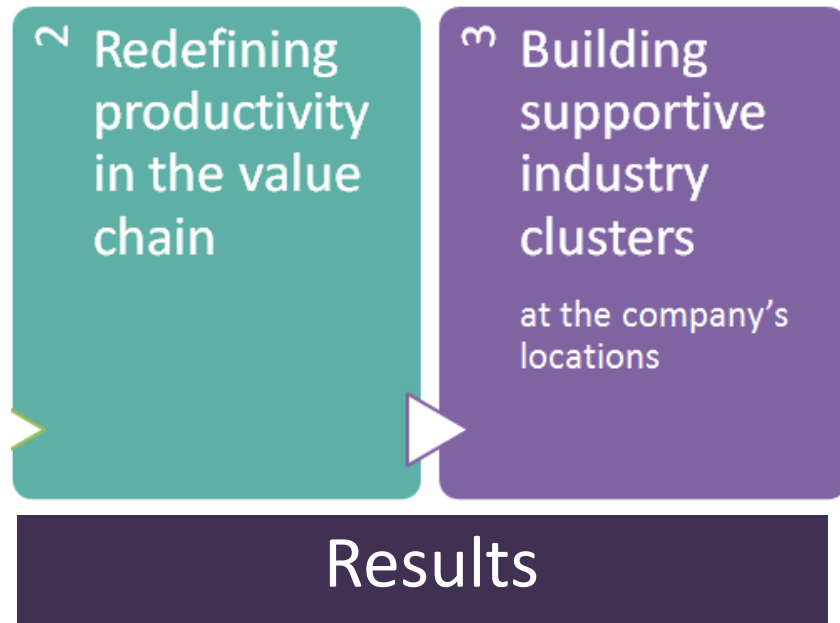 2
Redefining
productivity
in the value
chain
3
Building
supportive
industry
clusters
at the company’s
locations
Results